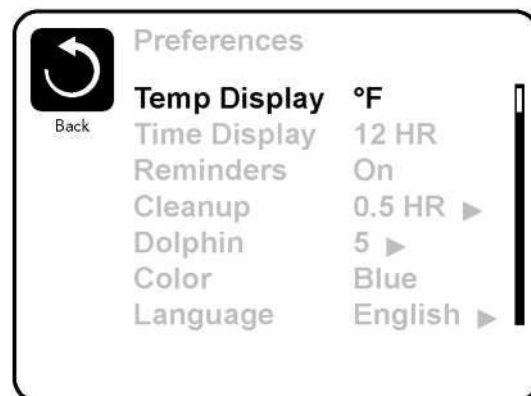 Preferences
Back
Temp Display °F
Time Display 12 HR
Reminders On
Cleanup 0.5 HR ▶
Dolphin 5 ▶
Color Blue
Language English ▶